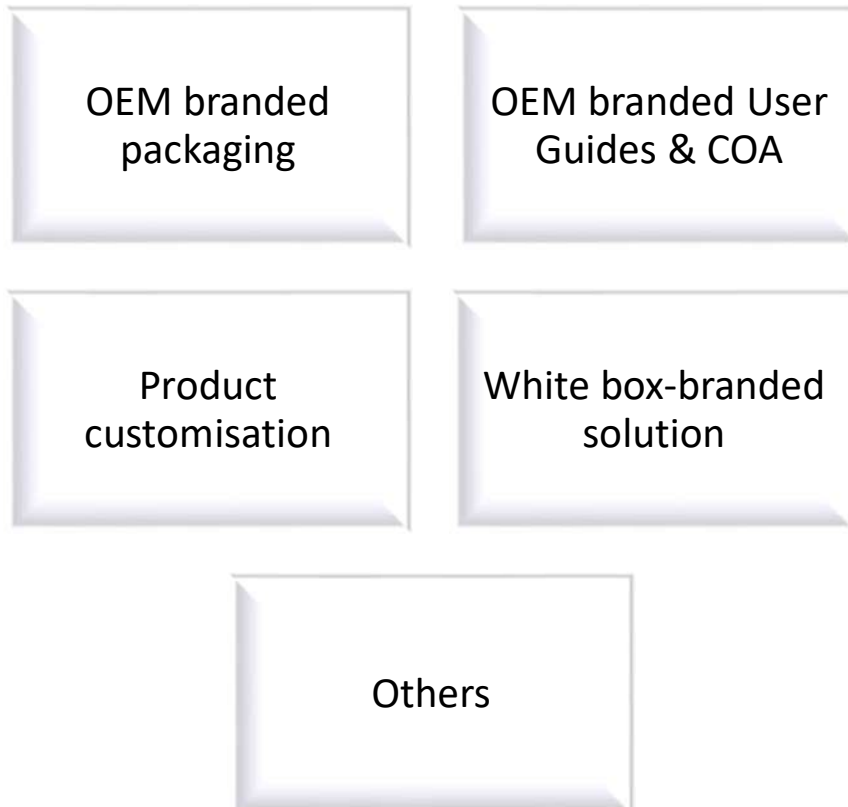 OEM branded
packaging
OEM branded User
Guides & COA
Product
customisation
White box-branded
solution
Others